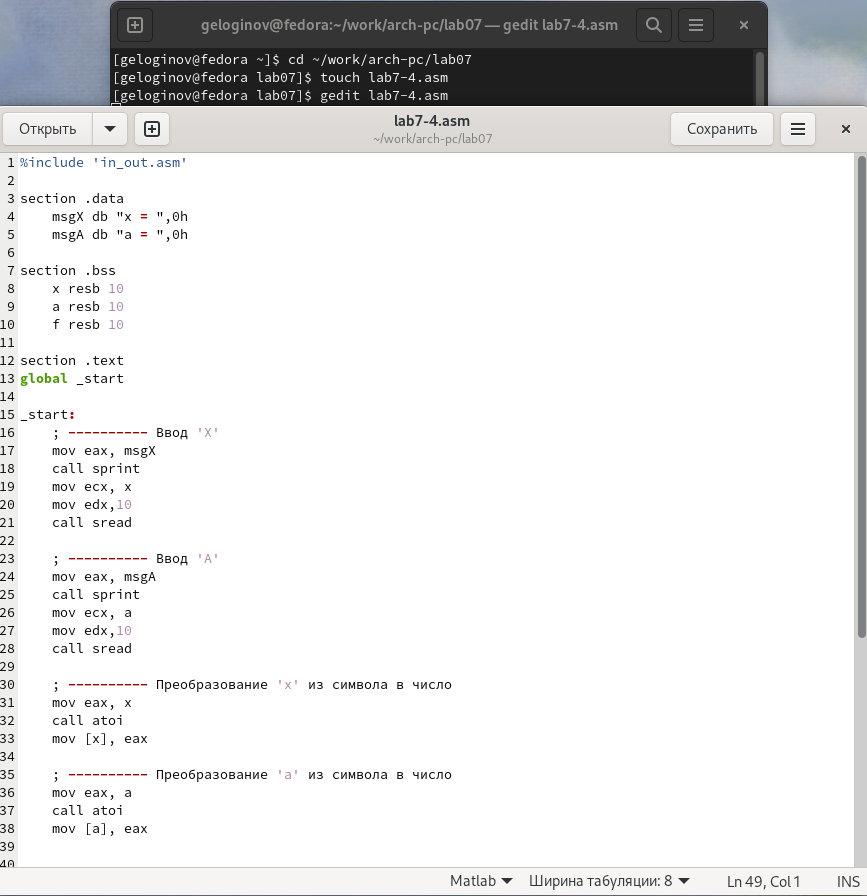 geloginov@fedora:~/work/arch-pc/lab07 — gedit lab7-4.asm
[geloginov@fedora ~]$ cd ~/work/arch-pc/lab07
[geloginov@fedora lab07]$ touch lab7-4.asm
[geloginov@fedora lab07]$ gedit lab7-4.asm
Открыть
lab7-4.asm
~/work/arch-pc/lab07
Сохранить
1 %include 'in_out.asm'
2
3 section .data
4     msgX db "x = ",0h
5     msgA db "a = ",0h
6
7 section .bss
8     x resb 10
9     a resb 10
10     f resb 10
11
12 section .text
13 global _start
14
15 _start:
16     ; ---------- Ввод 'X'
17     mov eax, msgX
18     call sprint
19     mov ecx, x
20     mov edx,10
21     call sread
22
23     ; ---------- Ввод 'A'
24     mov eax, msgA
25     call sprint
26     mov ecx, a
27     mov edx,10
28     call sread
29
30     ; ---------- Преобразование 'x' из символа в число
31     mov eax, x
32     call atoi
33     mov [x], eax
34
35     ; ---------- Преобразование 'a' из символа в число
36     mov eax, a
37     call atoi
38     mov [a], eax
39
40
Matlab Ширина табуляции: 8 Ln 49, Col 1 INS